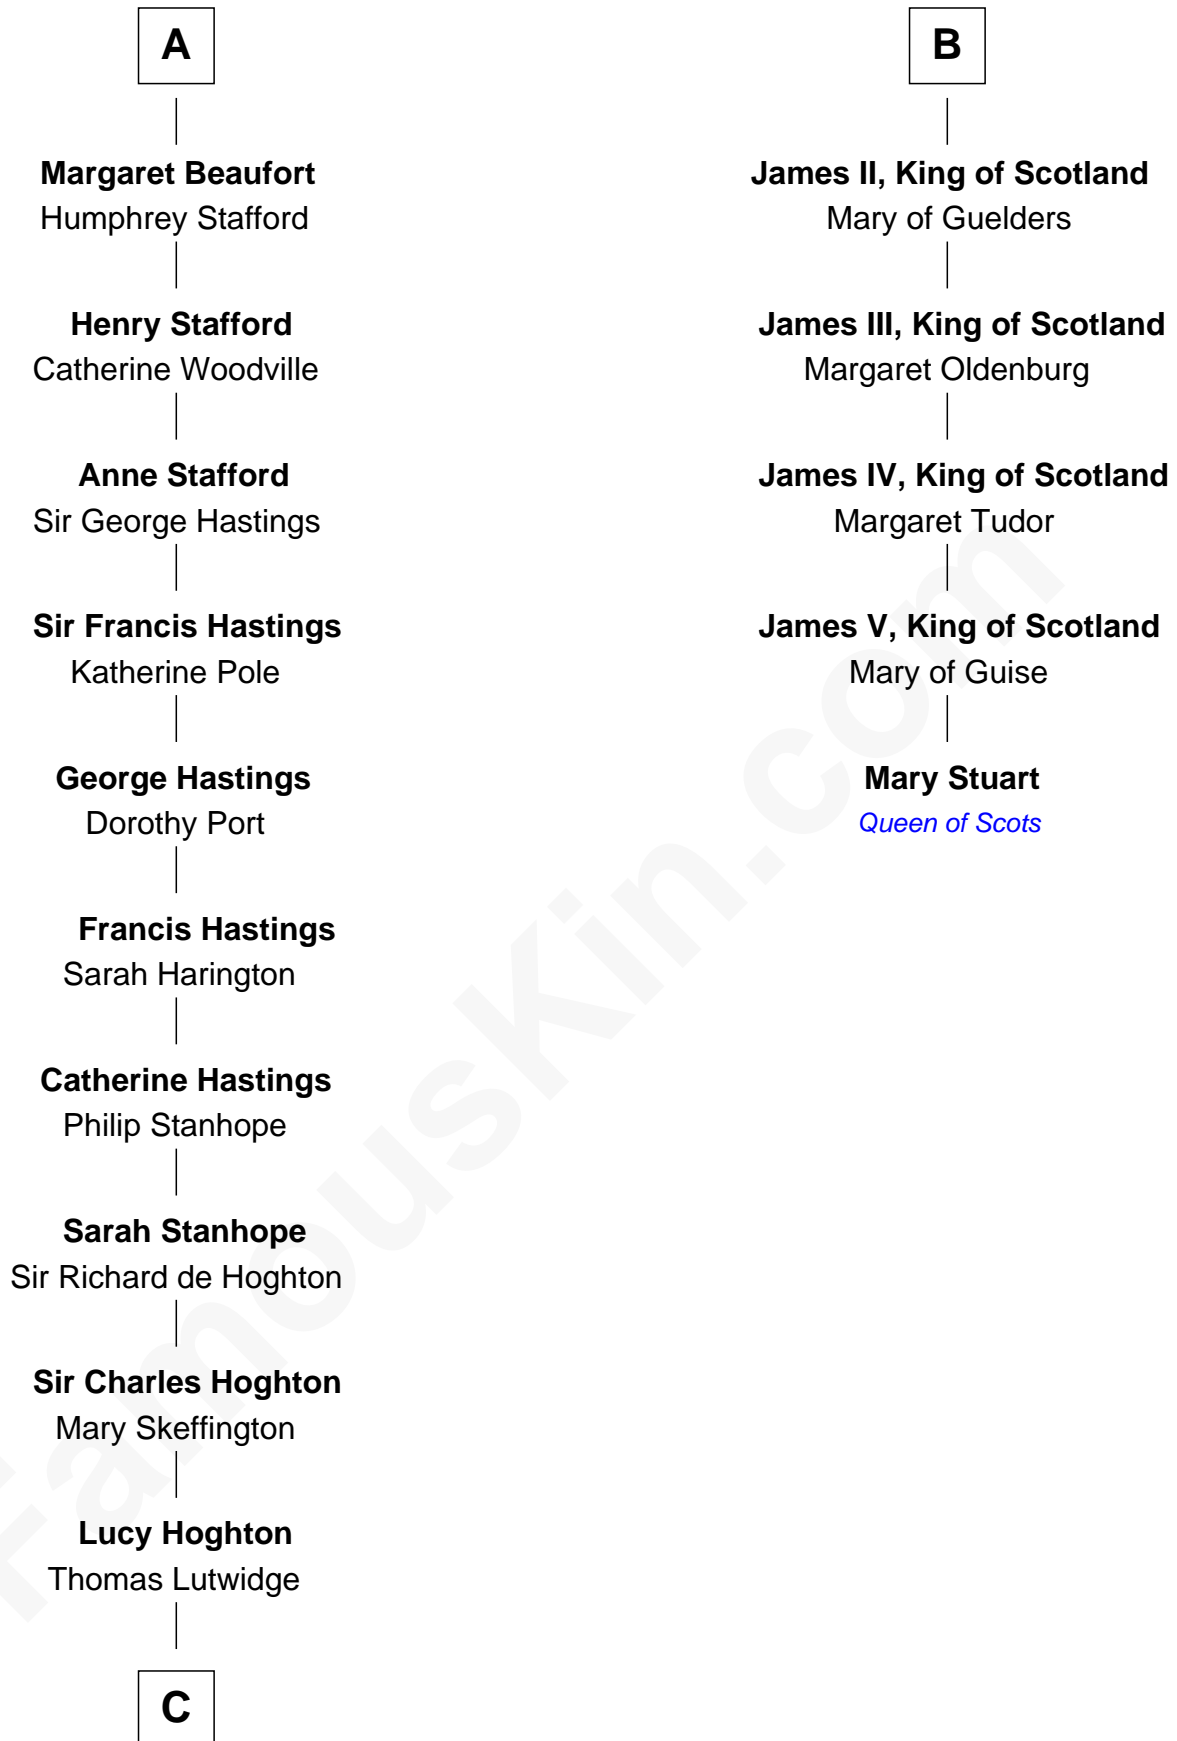 A
Margaret Beaufort
Humphrey Stafford
Henry Stafford
Catherine Woodville
Anne Stafford
Sir George Hastings
Sir Francis Hastings
Katherine Pole
George Hastings
Dorothy Port
Francis Hastings
Sarah Harington
Catherine Hastings
Philip Stanhope
Sarah Stanhope
Sir Richard de Hoghton
Sir Charles Hoghton
Mary Skeffington
Lucy Hoghton
Thomas Lutwidge
C
B
James II, King of Scotland
Mary of Guelders
James III, King of Scotland
Margaret Oldenburg
James IV, King of Scotland
Margaret Tudor
James V, King of Scotland
Mary of Guise
Mary Stuart
Queen of Scots
FamousKin.com